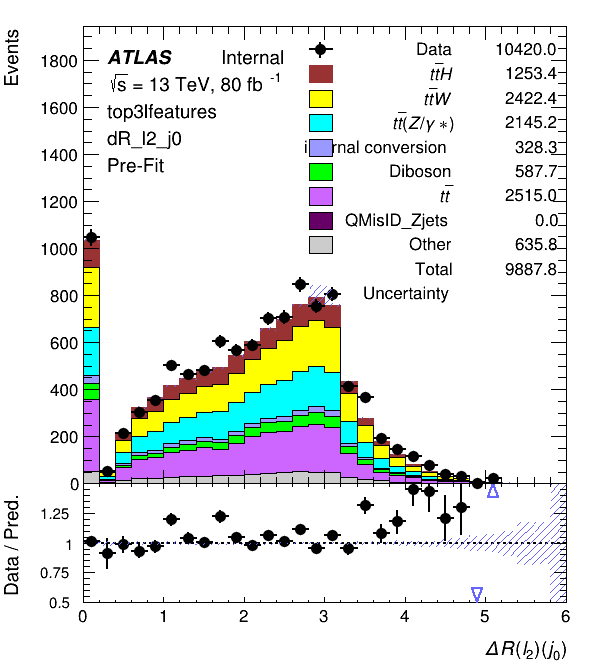 Events
1800
1600
1400
1200
1000
800
600
400
200
0
ATLAS Internal
√s = 13 TeV, 80 fb⁻¹
top3lfeatures
dR_l2_j0
Pre-Fit
Data 10420.0
tt̄H 1253.4
tt̄W 2422.4
tt̄(Z/γ∗) 2145.2
rnal conversion 328.3
Diboson 587.7
tt̄ 2515.0
QMisID_Zjets 0.0
Other 635.8
Total 9887.8
Uncertainty
Data / Pred.
1.25
1
0.75
0.5
0 1 2 3 4 5 6
ΔR(l₂)(j₀)